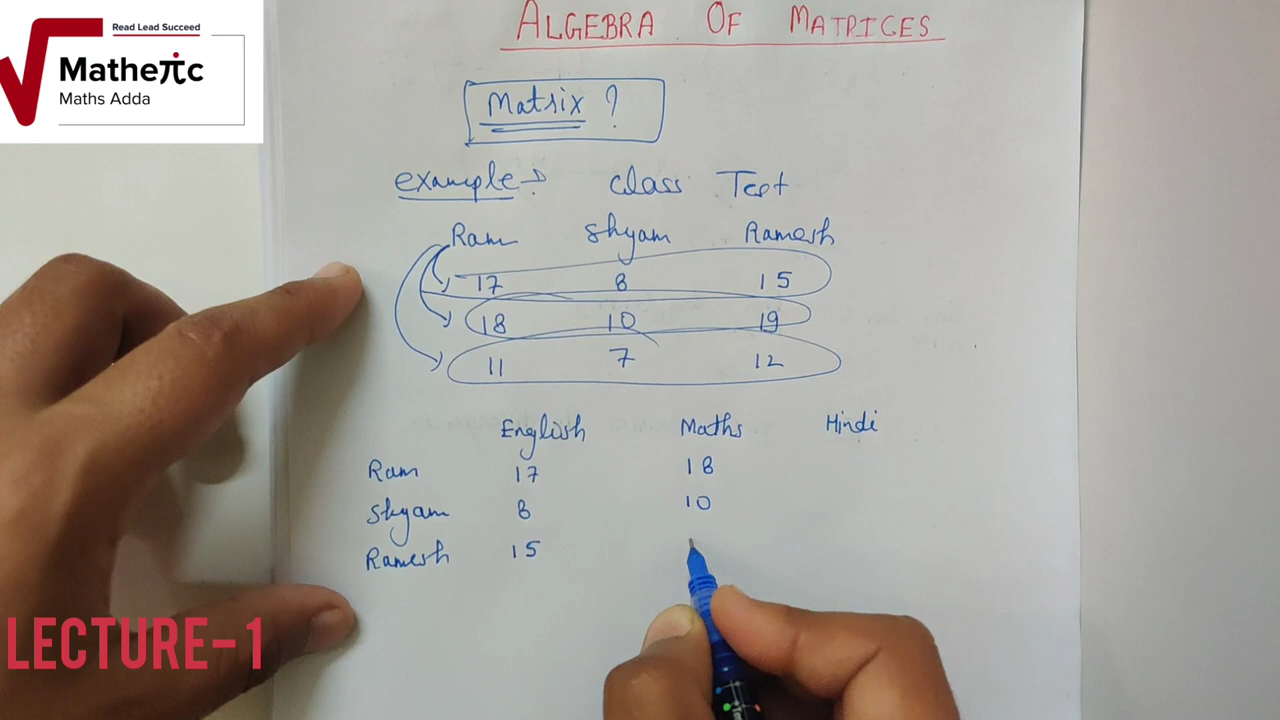 Read Lead Succeed
Matheπc
Maths Adda
ALGEBRA OF MATRICES
Matrix ?
example→ class Test
Ram Shyam Ramesh
17 8 15
18 10 19
11 7 12
English Maths Hindi
Ram 17 18
Shyam 8 10
Ramesh 15
LECTURE-1